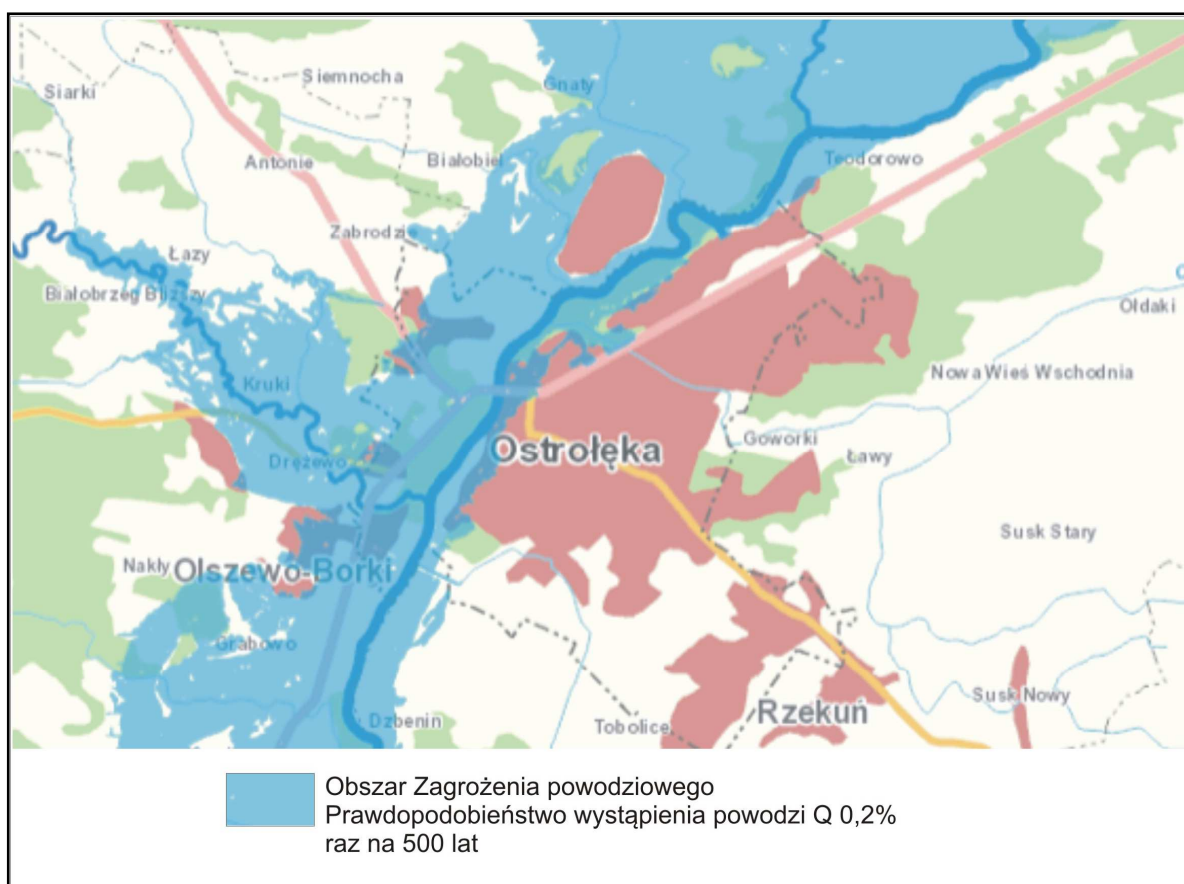 Siemnocha
Siarki
Gnaty
Antonie
Białobiel
Teodorowo
Zabrodzie
Łazy
Białobrzeg Bliższy
Ołdaki
Kruki
Nowa Wieś Wschodnia
Ostrołęka
Goworki
Ławy
Drężewo
Susk Stary
Nakły
Olszewo-Borki
Grabowo
Susk Nowy
Dzbenin
Tobolice
Rzekuń
Obszar Zagrożenia powodziowego
Prawdopodobieństwo wystąpienia powodzi Q 0,2%
raz na 500 lat